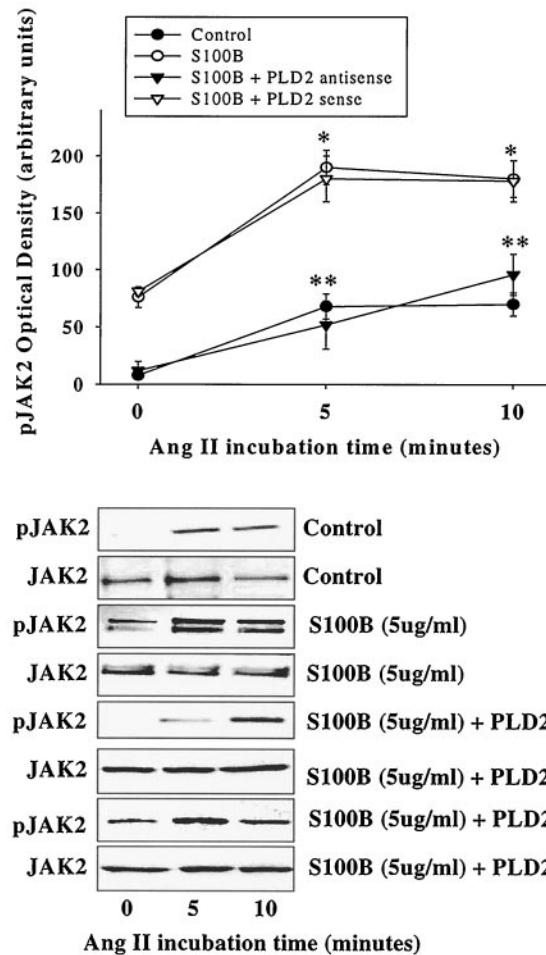 Control
S100B
S100B + PLD2 antisense
S100B + PLD2 sense
pJAK2 Optical Density (arbitrary units)
200
150
100
50
0
*
*
**
**
0
5
10
Ang II incubation time (minutes)
pJAK2
Control
JAK2
Control
pJAK2
S100B (5ug/ml)
JAK2
S100B (5ug/ml)
pJAK2
S100B (5ug/ml) + PLD2
JAK2
S100B (5ug/ml) + PLD2
pJAK2
S100B (5ug/ml) + PLD2
JAK2
S100B (5ug/ml) + PLD2
0
5
10
Ang II incubation time (minutes)